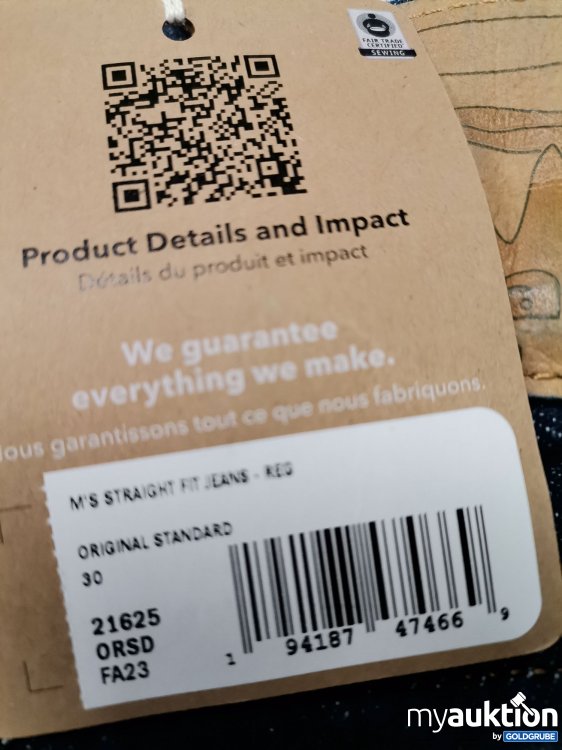 FAIR TRADE
CERTIFIED
SEWING
Product Details and Impact
Détails du produit et impact
We guarantee
everything we make.
Nous garantissons tout ce que nous fabriquons.
M'S STRAIGHT FIT JEANS - REG
ORIGINAL STANDARD
30
21625
ORSD
FA23
1 94187 47466 9
myauktion
by GOLDGRUBE